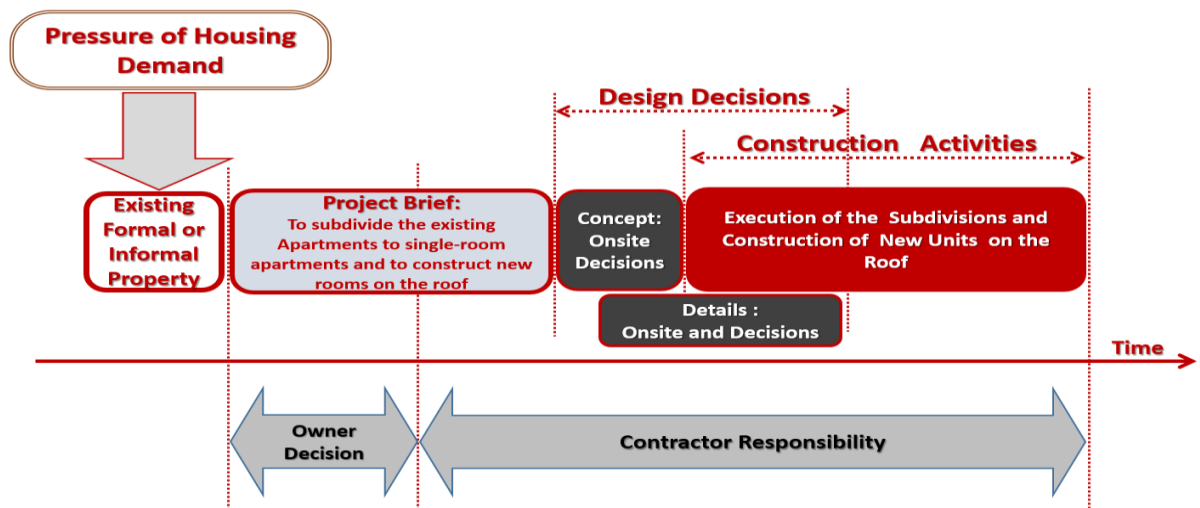 Pressure of Housing
Demand
Design Decisions
Construction Activities
Existing
Formal or
Informal
Property
Project Brief:
To subdivide the existing
Apartments to single-room
apartments and to construct new
rooms on the roof
Concept:
Onsite
Decisions
Execution of the Subdivisions and
Construction of New Units on the
Roof
Details :
Onsite and Decisions
Time
Owner
Decision
Contractor Responsibility